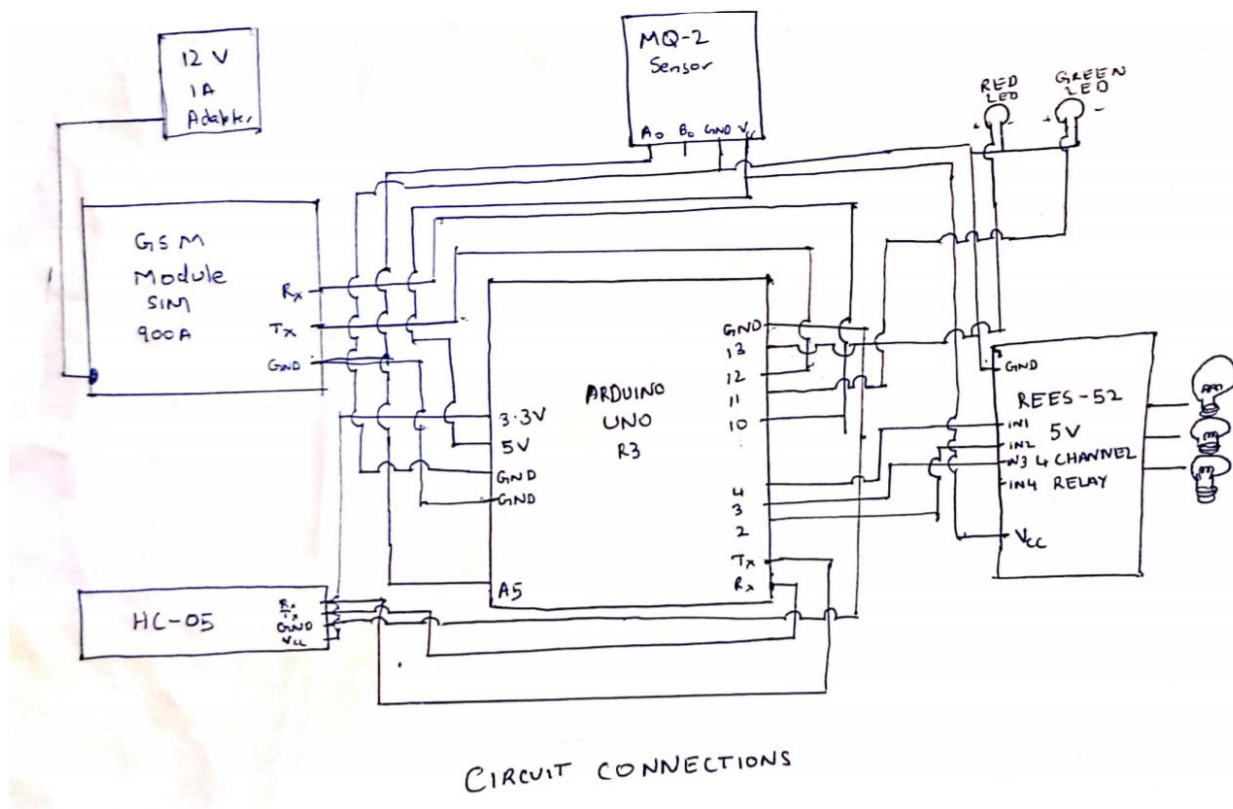 12 V
1A
Adapter
MQ-2
Sensor
A0 B0 GND Vcc
RED
LED
GREEN
LED
+ -
+ -
GSM
Module
SIM
900A
Rx
Tx
GND
ARDUINO
UNO
R3
3.3V
5V
GND
GND
A5
GND
13
12
11
10
4
3
2
Tx
Rx
GND
REES-52
5V
4 CHANNEL
RELAY
IN1
IN2
IN3
IN4
Vcc
HC-05
Rx
Tx
GND
Vcc
CIRCUIT CONNECTIONS